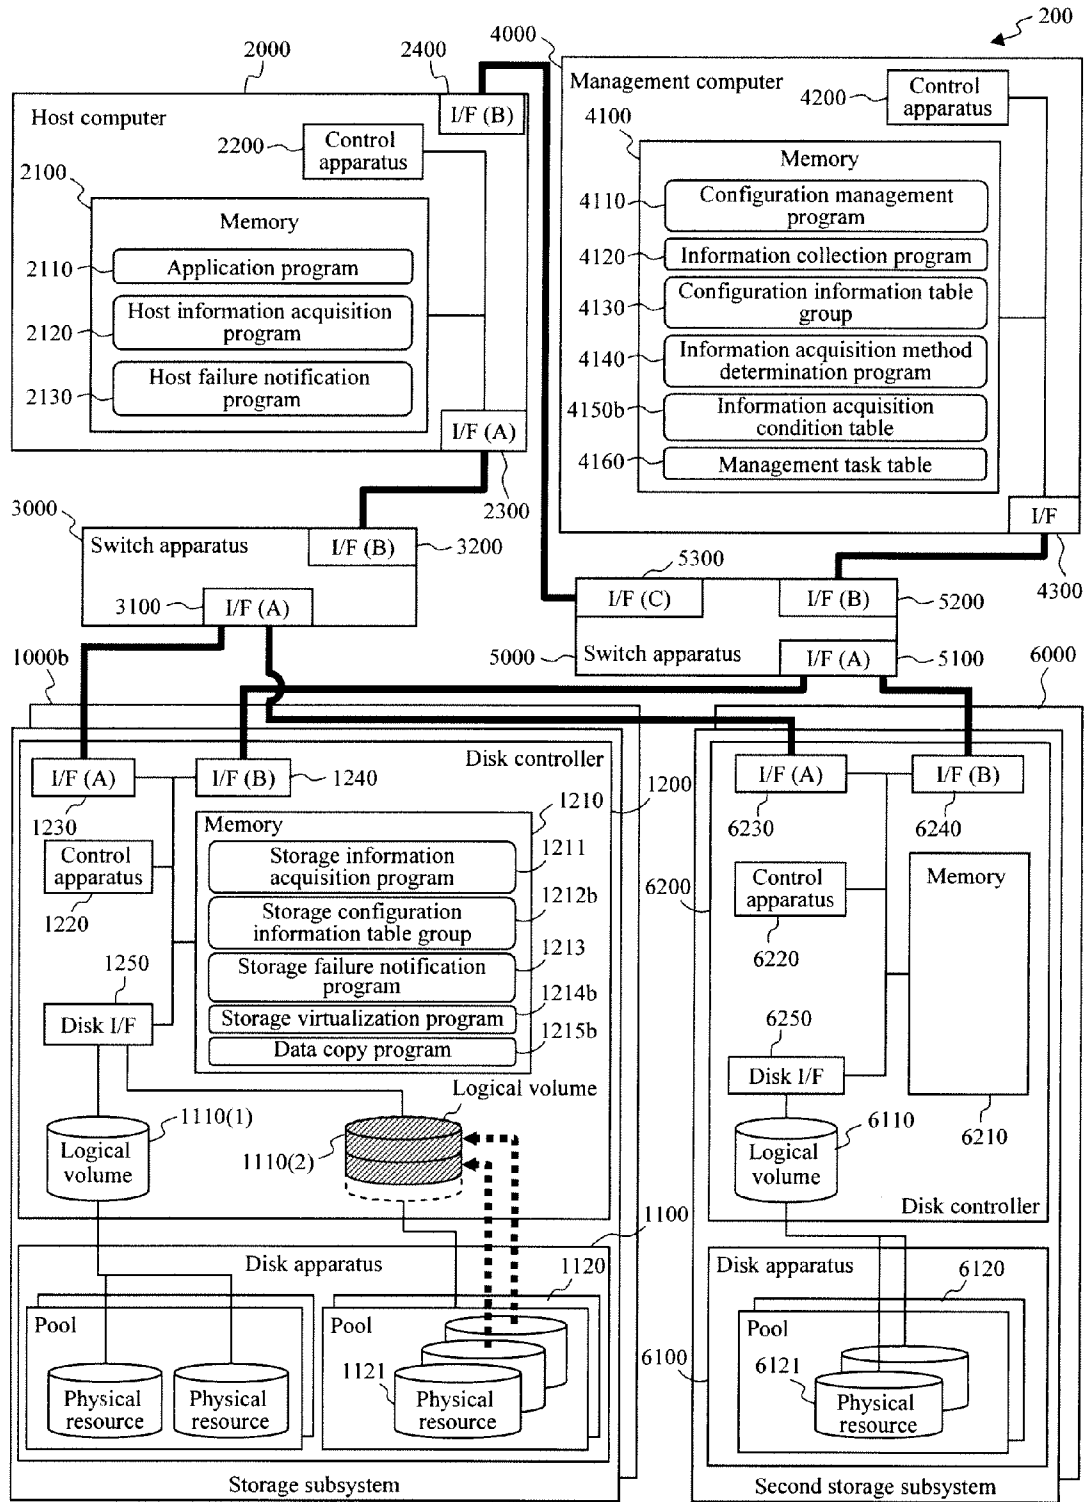 200
4000
2400
2000
Management computer
4200
Control
apparatus
Host computer
I/F (B)
2200
Control
apparatus
4100
Memory
2100
Memory
4110
Configuration management
program
4120
Information collection program
2110
Application program
4130
Configuration information table
group
2120
Host information acquisition
program
4140
Information acquisition method
determination program
2130
Host failure notification
program
4150b
Information acquisition
condition table
I/F (A)
4160
Management task table
2300
I/F
3000
Switch apparatus
I/F (B)
3200
5300
4300
3100
I/F (A)
I/F (C)
I/F (B)
5200
5000
Switch apparatus
I/F (A)
5100
1000b
6000
Disk controller
I/F (A)
I/F (B)
1240
1200
I/F (A)
I/F (B)
1230
1210
6230
6240
Memory
Control
apparatus
1220
Storage information
acquisition program
1211
6200
Control
apparatus
6220
Memory
Storage configuration
information table group
1212b
1250
Storage failure notification
program
1213
Disk I/F
Storage virtualization program
1214b
6250
Data copy program
1215b
Disk I/F
Logical volume
1110(1)
6110
6210
Logical
volume
1110(2)
Logical
volume
Disk controller
1100
Disk apparatus
1120
Disk apparatus
6120
Pool
Pool
Pool
6100
1121
6121
Physical
resource
Physical
resource
Physical
resource
Physical
resource
Storage subsystem
Second storage subsystem